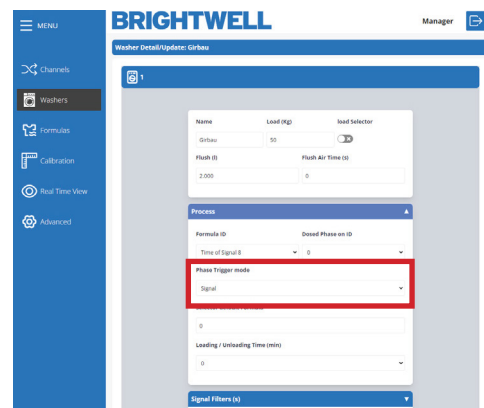 MENU
BRIGHTWELL
Manager
Washer Detail/Update: Girbau
Channels
1
Washers
Name Load (Kg) load Selector
Formulas
Girbau 50
Flush (l) Flush Air Time (s)
Calibration
2.000 0
Real Time View
Process
Advanced
Formula ID Dosed Phase on ID
Time of Signal 8 0
Phase Trigger mode
Signal
0
Loading / Unloading Time (min)
0
Signal Filters (s)